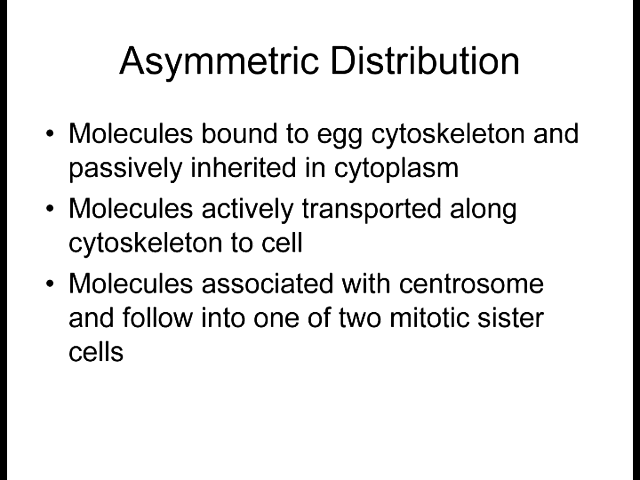 Asymmetric Distribution
• Molecules bound to egg cytoskeleton and
passively inherited in cytoplasm
• Molecules actively transported along
cytoskeleton to cell
• Molecules associated with centrosome
and follow into one of two mitotic sister
cells